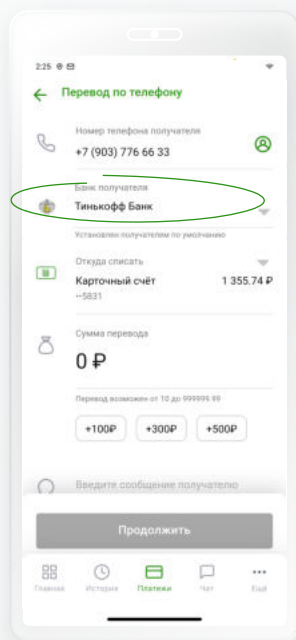 2:25
Перевод по телефону
Номер телефона получателя
+7 (903) 776 66 33
Банк получателя
Тинькофф Банк
Установлен получателем по умолчанию
Откуда списать
Карточный счёт 1 355.74 ₽
··5831
Сумма перевода
0 ₽
Перевод возможен от 10 до 999999.99
+100₽ +300₽ +500₽
Введите сообщение получателю
Продолжить
Главная История Платежи Чат Ещё